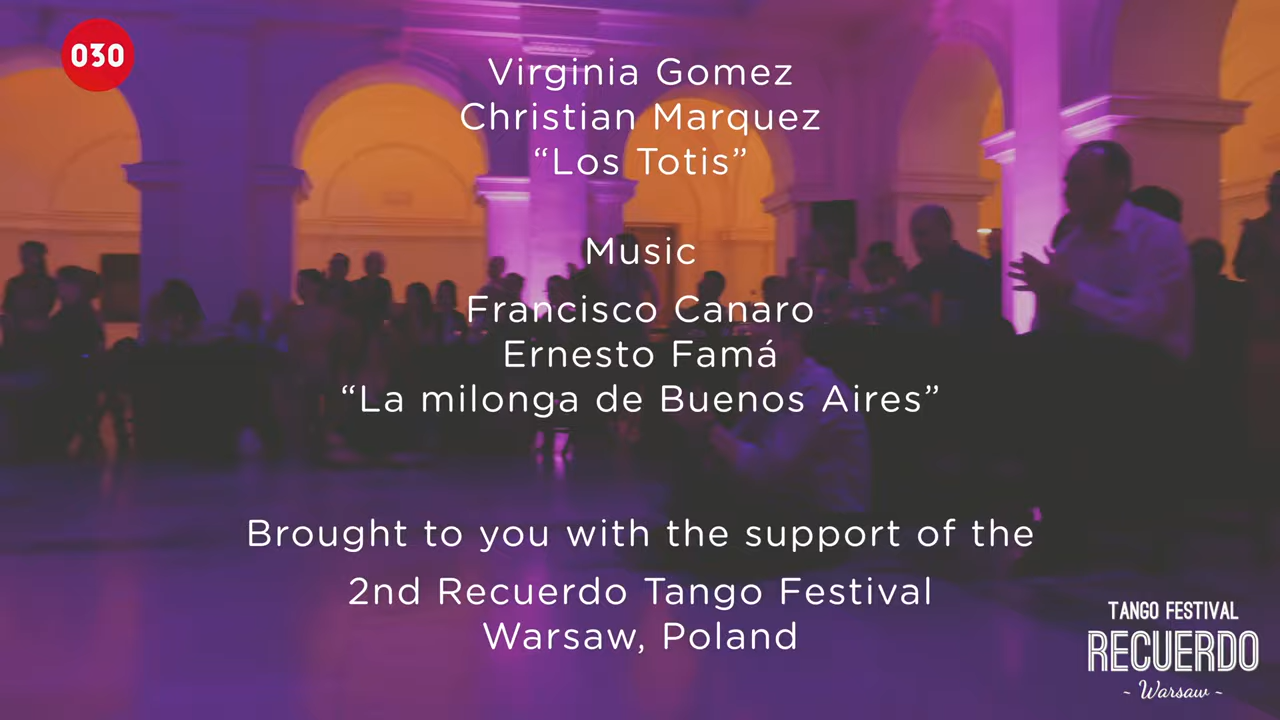 030
Virginia Gomez
Christian Marquez
“Los Totis”
Music
Francisco Canaro
Ernesto Famá
“La milonga de Buenos Aires”
Brought to you with the support of the
2nd Recuerdo Tango Festival
Warsaw, Poland
TANGO FESTIVAL
RECUERDO
~ Warsaw ~